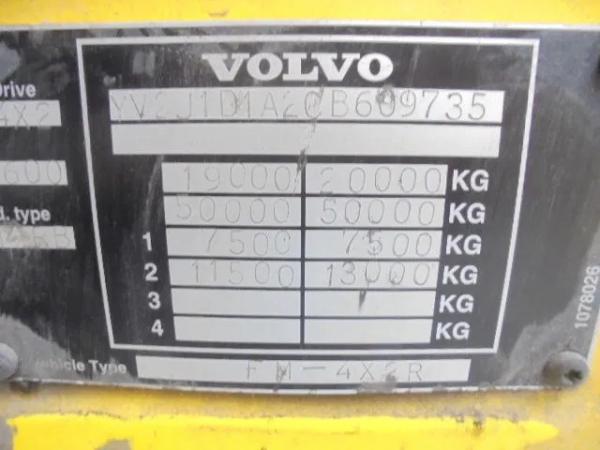 VOLVO
Drive
4X2
YV2J1D1A2CB609735
600
19000 20000 KG
50000 50000 KG
d. type
1 7500 7500 KG
2 11500 13000 KG
3 KG
4 KG
1078026
Vehicle Type FM-4X2R